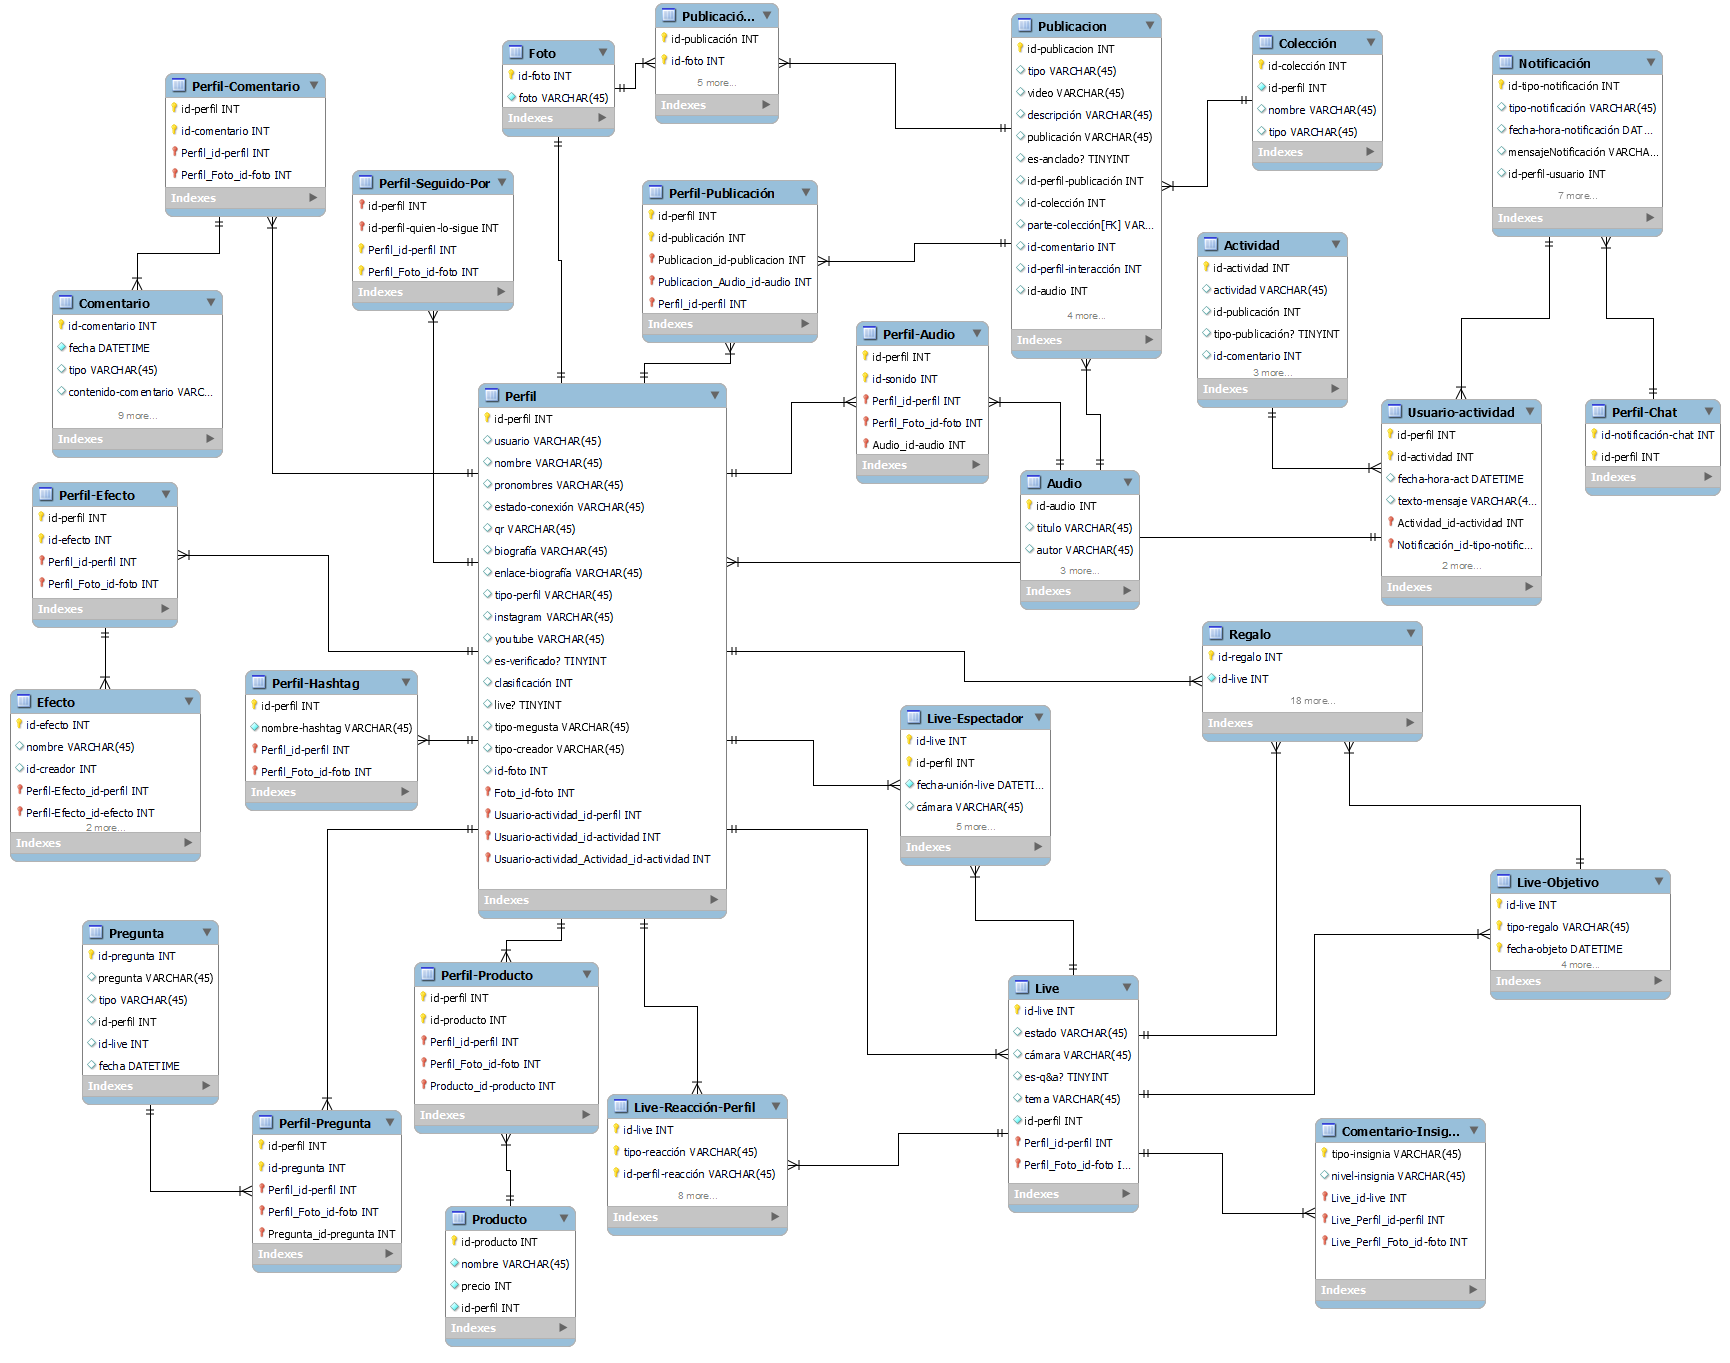 Perfil-Comentario
id-perfil INT
id-comentario INT
Perfil_id-perfil INT
Perfil_Foto_id-foto INT
Indexes
Foto
id-foto INT
foto VARCHAR(45)
Indexes
Publicació...
id-publicación INT
id-foto INT
5 more...
Indexes
Publicacion
id-publicacion INT
tipo VARCHAR(45)
video VARCHAR(45)
descripción VARCHAR(45)
publicación VARCHAR(45)
es-anclado? TINYINT
id-perfil-publicación INT
id-colección INT
parte-colección[FK] VAR...
id-comentario INT
id-perfil-interacción INT
id-audio INT
4 more...
Indexes
Colección
id-colección INT
id-perfil INT
nombre VARCHAR(45)
tipo VARCHAR(45)
Indexes
Notificación
id-tipo-notificación INT
tipo-notificación VARCHAR(45)
fecha-hora-notificación DAT...
mensajeNotificación VARCHA...
id-perfil-usuario INT
7 more...
Indexes
Perfil-Seguido-Por
id-perfil INT
id-perfil-quien-lo-sigue INT
Perfil_id-perfil INT
Perfil_Foto_id-foto INT
Indexes
Perfil-Publicación
id-perfil INT
id-publicación INT
Publicacion_id-publicacion INT
Publicacion_Audio_id-audio INT
Perfil_id-perfil INT
Indexes
Actividad
id-actividad INT
actividad VARCHAR(45)
id-publicación INT
tipo-publicación? TINYINT
id-comentario INT
3 more...
Indexes
Comentario
id-comentario INT
fecha DATETIME
tipo VARCHAR(45)
contenido-comentario VARC...
9 more...
Indexes
Perfil-Audio
id-perfil INT
id-sonido INT
Perfil_id-perfil INT
Perfil_Foto_id-foto INT
Audio_id-audio INT
Indexes
Perfil
id-perfil INT
usuario VARCHAR(45)
nombre VARCHAR(45)
pronombres VARCHAR(45)
estado-conexión VARCHAR(45)
qr VARCHAR(45)
biografía VARCHAR(45)
enlace-biografía VARCHAR(45)
tipo-perfil VARCHAR(45)
instagram VARCHAR(45)
youtube VARCHAR(45)
es-verificado? TINYINT
clasificación INT
live? TINYINT
tipo-megusta VARCHAR(45)
tipo-creador VARCHAR(45)
id-foto INT
Foto_id-foto INT
Usuario-actividad_id-perfil INT
Usuario-actividad_id-actividad INT
Usuario-actividad_Actividad_id-actividad INT
Indexes
Usuario-actividad
id-perfil INT
id-actividad INT
fecha-hora-act DATETIME
texto-mensaje VARCHAR(4...
Actividad_id-actividad INT
Notificación_id-tipo-notific...
2 more...
Indexes
Perfil-Chat
id-notificación-chat INT
id-perfil INT
Indexes
Audio
id-audio INT
titulo VARCHAR(45)
autor VARCHAR(45)
3 more...
Indexes
Perfil-Efecto
id-perfil INT
id-efecto INT
Perfil_id-perfil INT
Perfil_Foto_id-foto INT
Indexes
Regalo
id-regalo INT
id-live INT
18 more...
Indexes
Perfil-Hashtag
id-perfil INT
nombre-hashtag VARCHAR(45)
Perfil_id-perfil INT
Perfil_Foto_id-foto INT
Indexes
Efecto
id-efecto INT
nombre VARCHAR(45)
id-creador INT
Perfil-Efecto_id-perfil INT
Perfil-Efecto_id-efecto INT
2 more...
Indexes
Live-Espectador
id-live INT
id-perfil INT
fecha-unión-live DATETI...
cámara VARCHAR(45)
5 more...
Indexes
Live-Objetivo
id-live INT
tipo-regalo VARCHAR(45)
fecha-objeto DATETIME
4 more...
Indexes
Pregunta
id-pregunta INT
pregunta VARCHAR(45)
tipo VARCHAR(45)
id-perfil INT
id-live INT
fecha DATETIME
Indexes
Perfil-Producto
id-perfil INT
id-producto INT
Perfil_id-perfil INT
Perfil_Foto_id-foto INT
Producto_id-producto INT
Indexes
Live
id-live INT
estado VARCHAR(45)
cámara VARCHAR(45)
es-q&a? TINYINT
tema VARCHAR(45)
id-perfil INT
Perfil_id-perfil INT
Perfil_Foto_id-foto I...
Indexes
Live-Reacción-Perfil
id-live INT
tipo-reacción VARCHAR(45)
id-perfil-reacción VARCHAR(45)
8 more...
Indexes
Perfil-Pregunta
id-perfil INT
id-pregunta INT
Perfil_id-perfil INT
Perfil_Foto_id-foto INT
Pregunta_id-pregunta INT
Indexes
Comentario-Insig...
tipo-insignia VARCHAR(45)
nivel-insignia VARCHAR(45)
Live_id-live INT
Live_Perfil_id-perfil INT
Live_Perfil_Foto_id-foto INT
Indexes
Producto
id-producto INT
nombre VARCHAR(45)
precio INT
id-perfil INT
Indexes